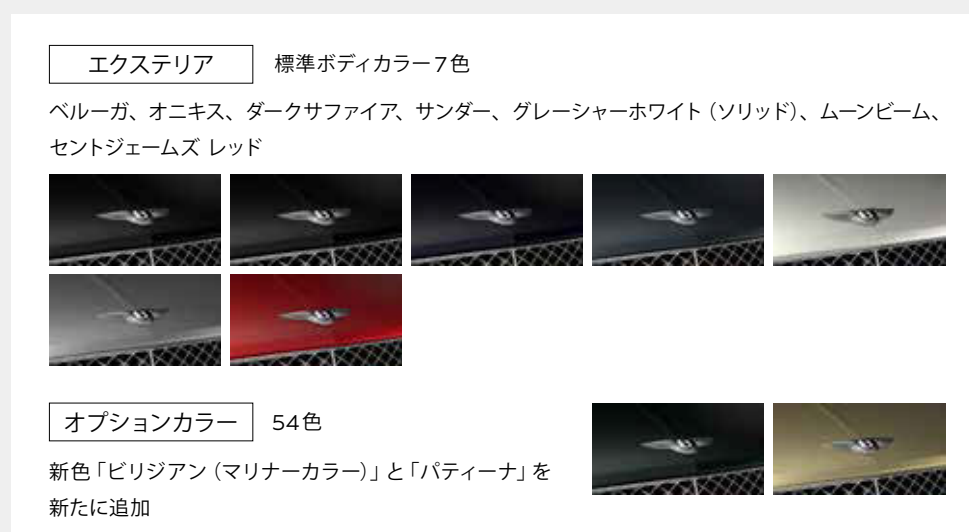 エクステリア 標準ボディカラー7色
ベルーガ、オニキス、ダークサファイア、サンダー、グレーシャーホワイト（ソリッド）、ムーンビーム、
セントジェームズ レッド
オプションカラー 54色
新色「ビリジアン（マリナーカラー）」と「パティーナ」を
新たに追加